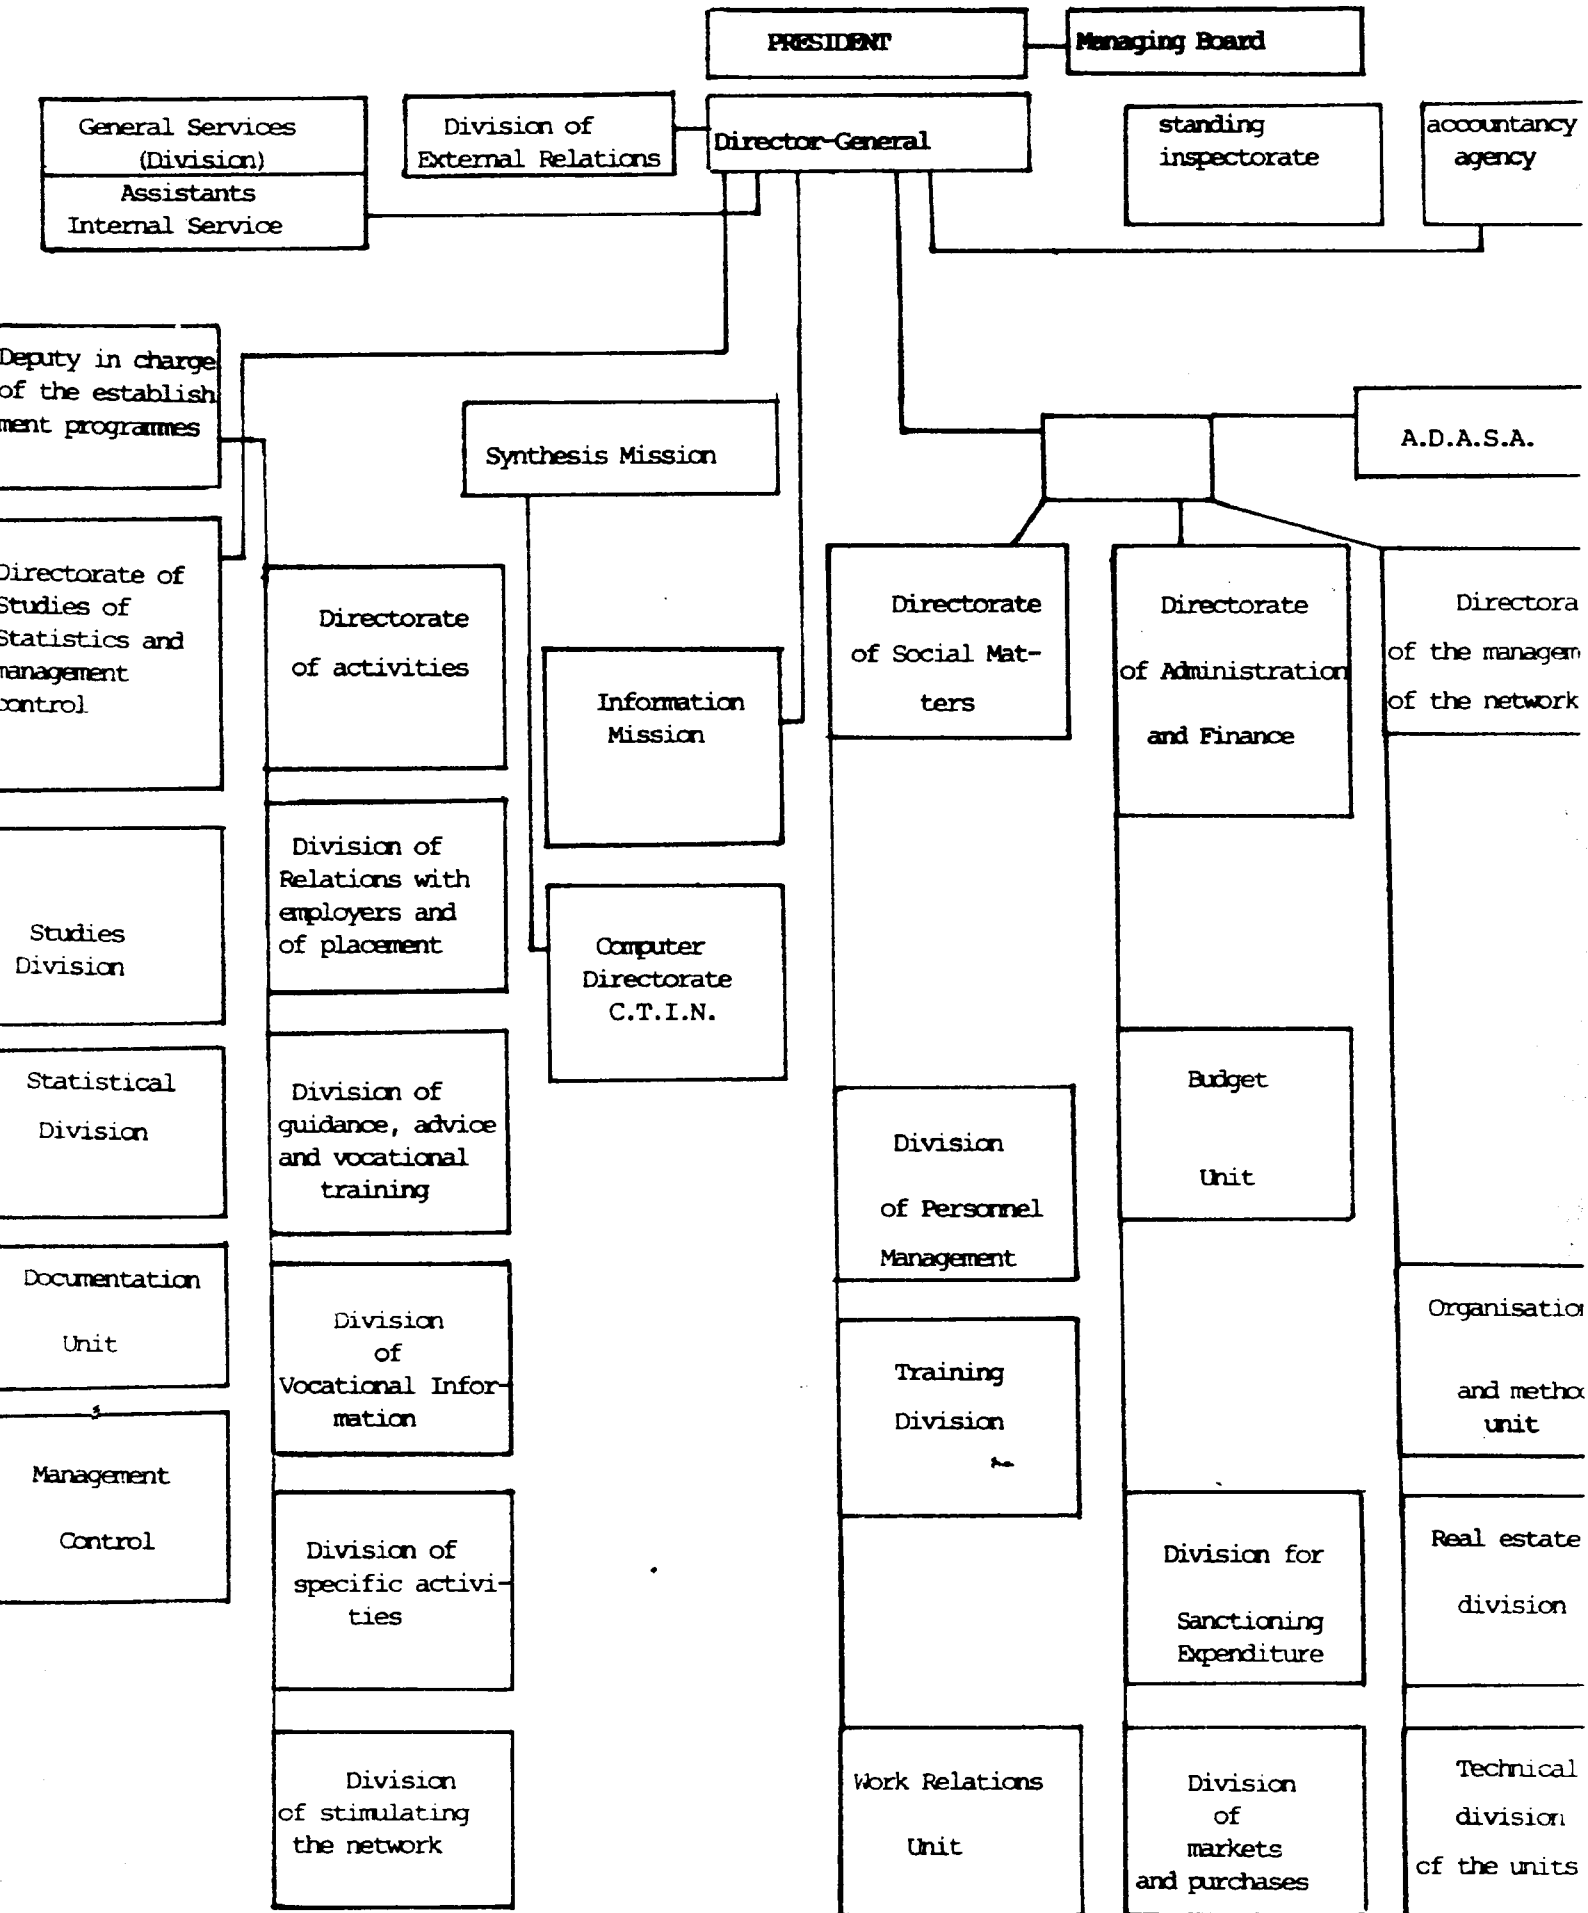 PRESIDENT
Managing Board
General Services
(Division)
Assistants
Internal Service
Division of
External Relations
Director-General
standing
inspectorate
accountancy
agency
Deputy in charge
of the establish
ment programmes
Synthesis Mission
A.D.A.S.A.
Directorate of
Studies of
Statistics and
management
control
Directorate
of activities
Information
Mission
Directorate
of Social Mat-
ters
Directorate
of Administration
and Finance
Directora
of the managem
of the network
Studies
Division
Division of
Relations with
employers and
of placement
Computer
Directorate
C.T.I.N.
Statistical
Division
Division of
guidance, advice
and vocational
training
Division
of Personnel
Management
Budget
Unit
Documentation
Unit
Division
of
Vocational Infor-
mation
Training
Division
Organisation
and metho
unit
Management
Control
Division of
specific activi-
ties
Division for
Sanctioning
Expenditure
Real estate
division
Division
of stimulating
the network
Work Relations
Unit
Division
of
markets
and purchases
Technical
division
of the units